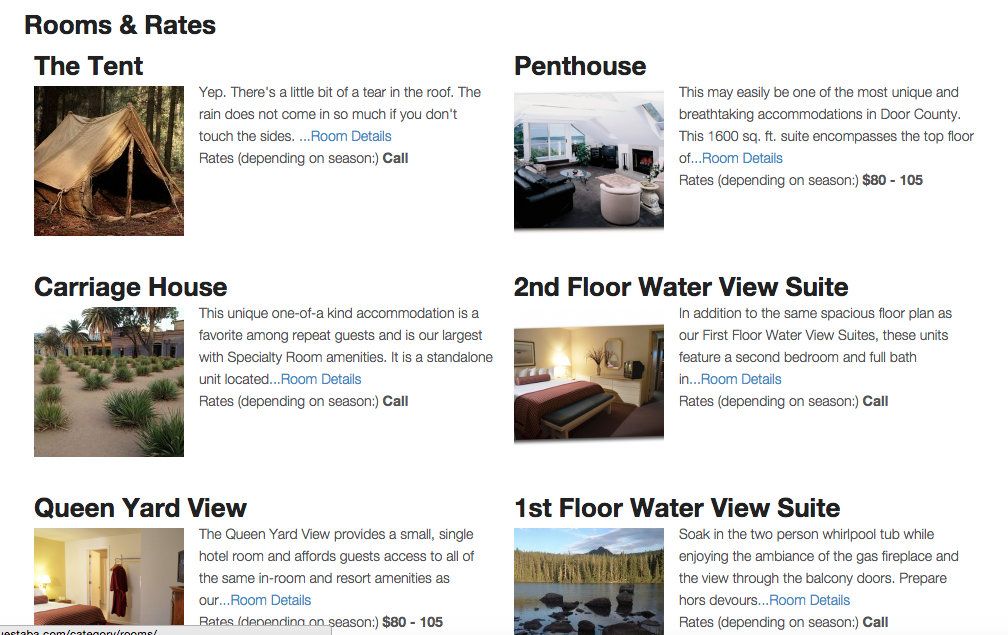 Rooms & Rates
The Tent
Yep. There's a little bit of a tear in the roof. The
rain does not come in so much if you don't
touch the sides. ...Room Details
Rates (depending on season:) Call
Penthouse
This may easily be one of the most unique and
breathtaking accommodations in Door County.
This 1600 sq. ft. suite encompasses the top floor
of...Room Details
Rates (depending on season:) $80 - 105
Carriage House
This unique one-of-a kind accommodation is a
favorite among repeat guests and is our largest
with Specialty Room amenities. It is a standalone
unit located...Room Details
Rates (depending on season:) Call
2nd Floor Water View Suite
In addition to the same spacious floor plan as
our First Floor Water View Suites, these units
feature a second bedroom and full bath
in...Room Details
Rates (depending on season:) Call
Queen Yard View
The Queen Yard View provides a small, single
hotel room and affords guests access to all of
the same in-room and resort amenities as
our...Room Details
Rates (depending on season:) $80 - 105
1st Floor Water View Suite
Soak in the two person whirlpool tub while
enjoying the ambiance of the gas fireplace and
the view through the balcony doors. Prepare
hors devours...Room Details
Rates (depending on season:) Call
uestaba.com/category/rooms/